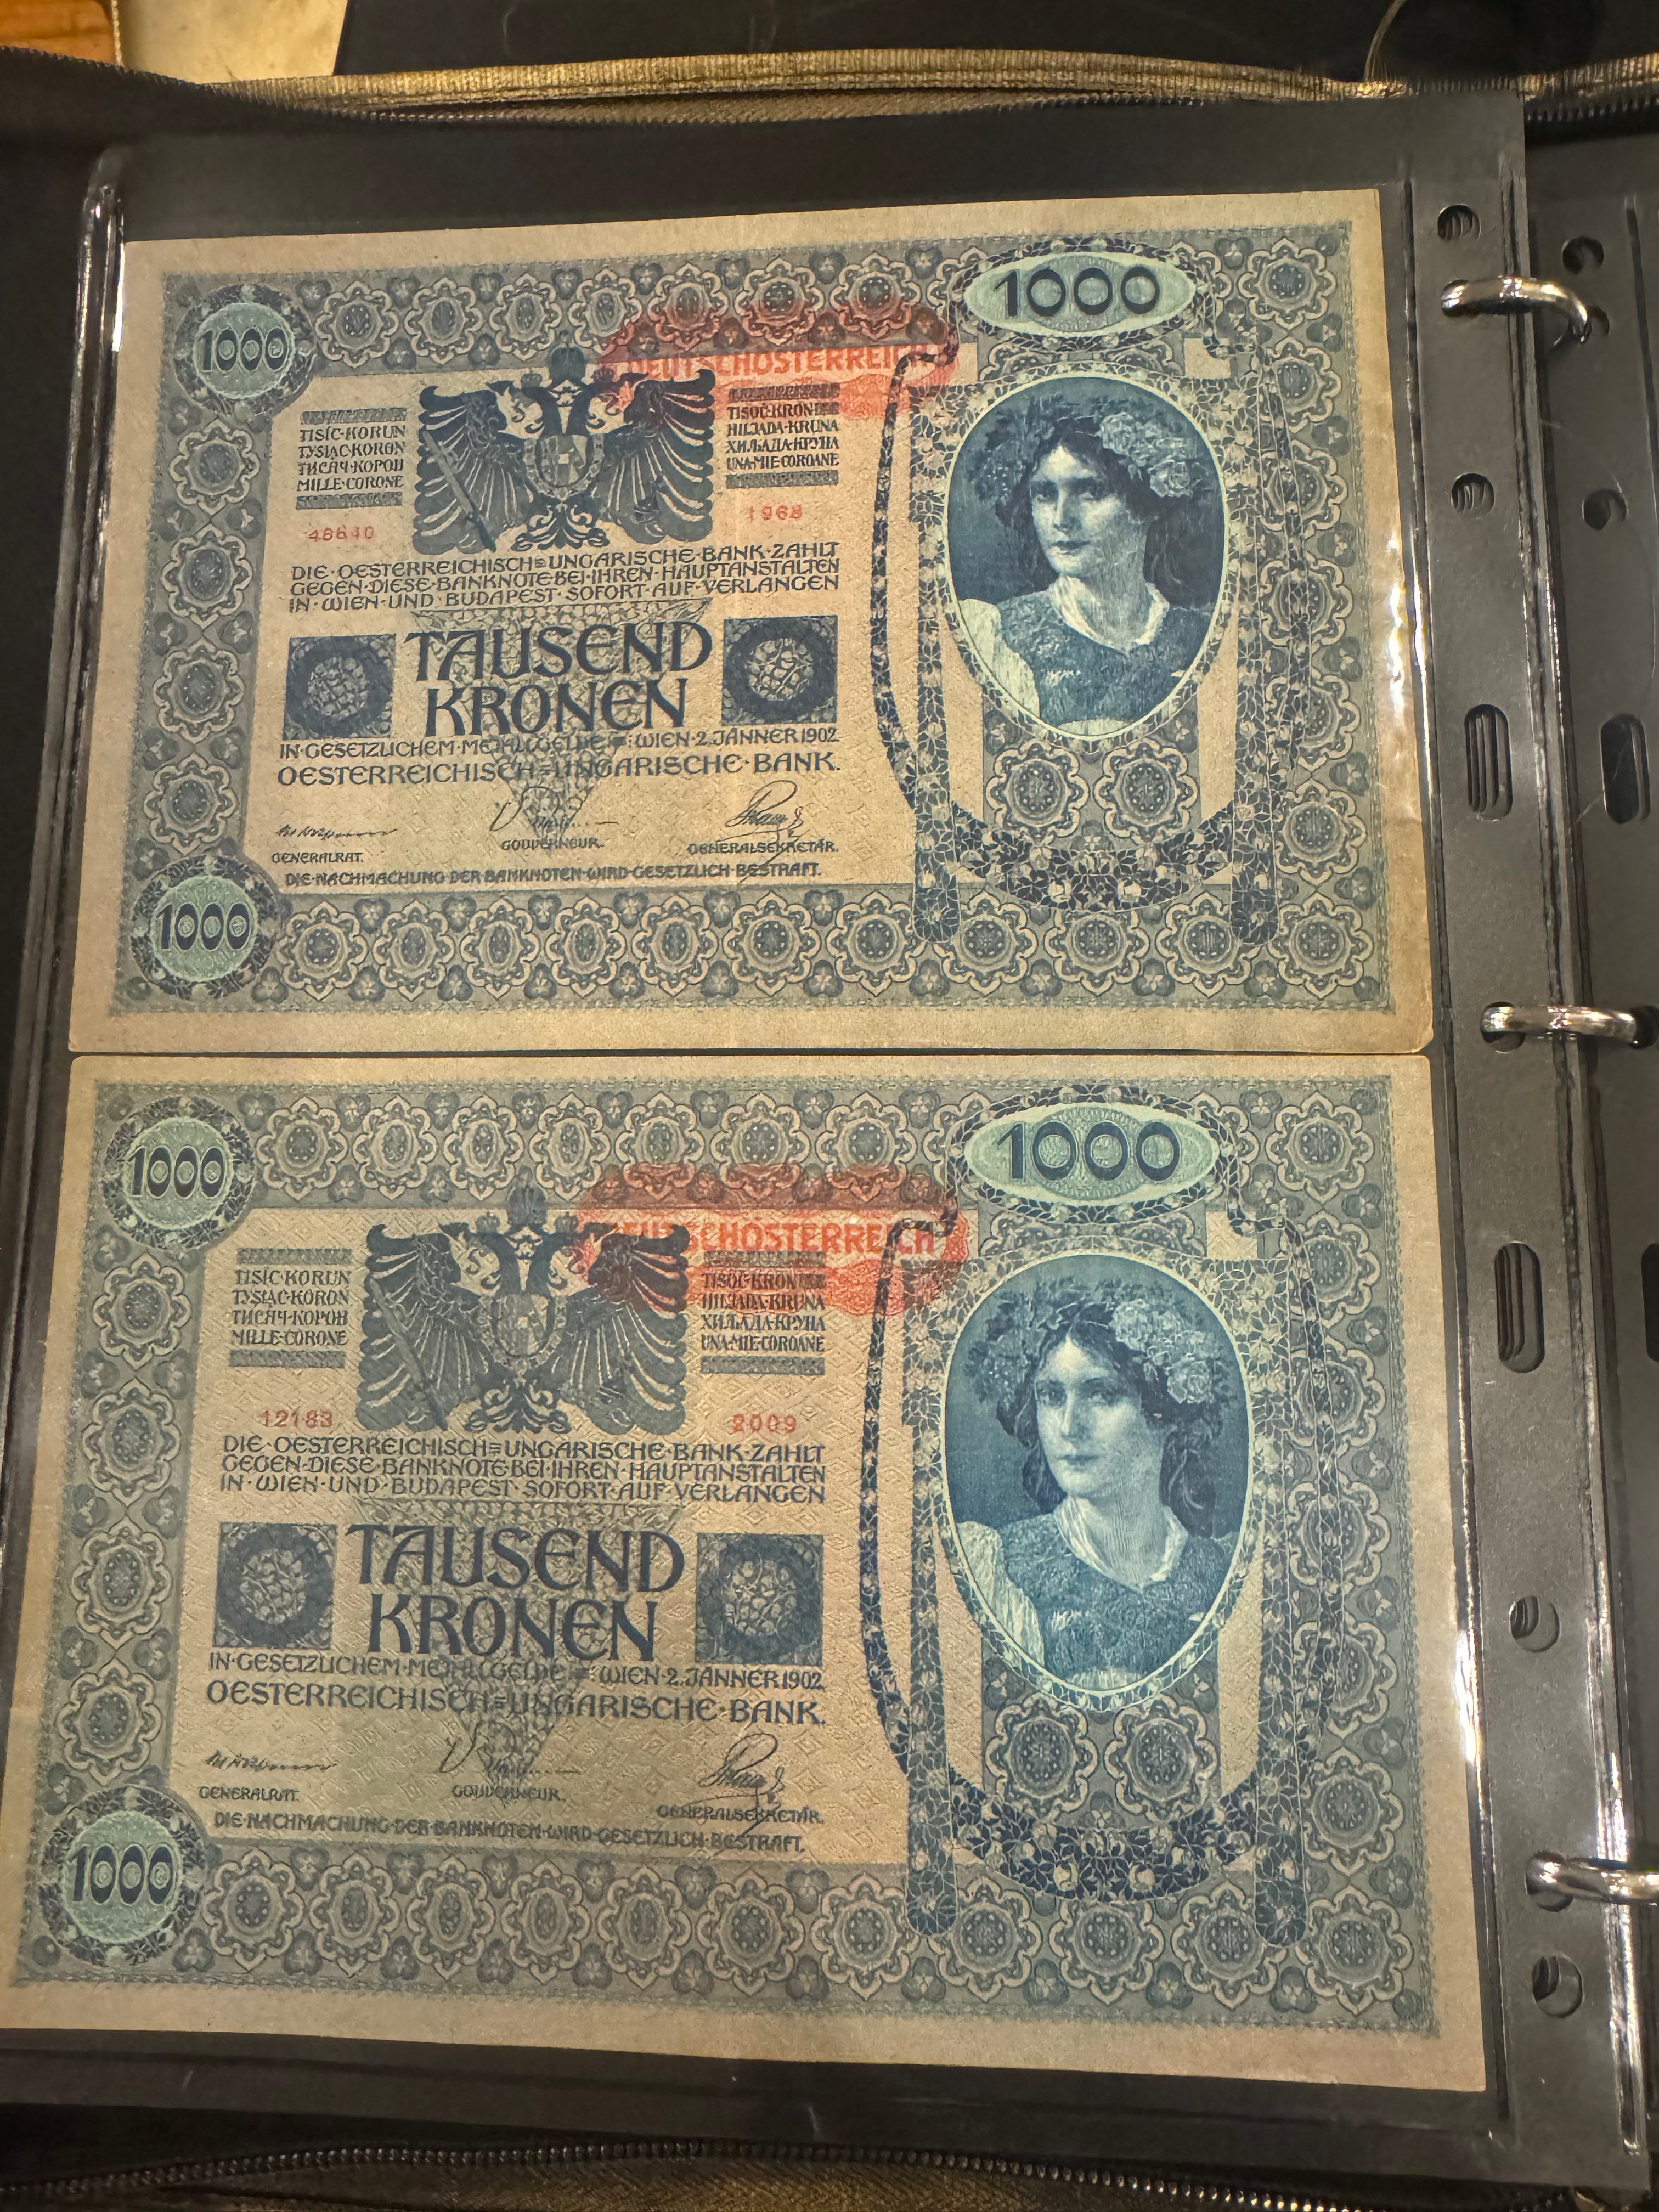 1000
1000
DEUTSCHÖSTERREICH
TISÍC·KORUN
TYSIĄC·KORON
ТИСЯЧ·КОРОН
MILLE·CORONE
TISOČ·KRON
HILJADA·KRUNA
ХИЉАДА·КРУНА
UNA·MIE·COROANE
48640
1968
DIE·OESTERREICHISCH=UNGARISCHE·BANK·ZAHLT
GEGEN·DIESE·BANKNOTE·BEI·IHREN·HAUPTANSTALTEN
IN·WIEN·UND·BUDAPEST·SOFORT·AUF·VERLANGEN
TAUSEND
KRONEN
IN·GESETZLICHEM·METALLGELDE·WIEN·2.JÄNNER 1902
OESTERREICHISCH=UNGARISCHE·BANK.
GENERALRAT.
GOUVERNEUR.
GENERALSEKRETÄR.
DIE·NACHMACHUNG DER BANKNOTEN·WIRD·GESETZLICH·BESTRAFT.
1000
1000
1000
DEUTSCHÖSTERREICH
TISÍC·KORUN
TYSIĄC·KORON
ТИСЯЧ·КОРОН
MILLE·CORONE
TISOČ·KRON
HILJADA·KRUNA
ХИЉАДА·КРУНА
UNA·MIE·COROANE
12183
2009
DIE·OESTERREICHISCH=UNGARISCHE·BANK·ZAHLT
GEGEN·DIESE·BANKNOTE·BEI·IHREN·HAUPTANSTALTEN
IN·WIEN·UND·BUDAPEST·SOFORT·AUF·VERLANGEN
TAUSEND
KRONEN
IN·GESETZLICHEM·METALLGELDE·WIEN·2.JÄNNER 1902
OESTERREICHISCH=UNGARISCHE·BANK.
GENERALRAT.
GOUVERNEUR.
GENERALSEKRETÄR.
DIE·NACHMACHUNG·DER BANKNOTEN·WIRD·GESETZLICH·BESTRAFT.
1000